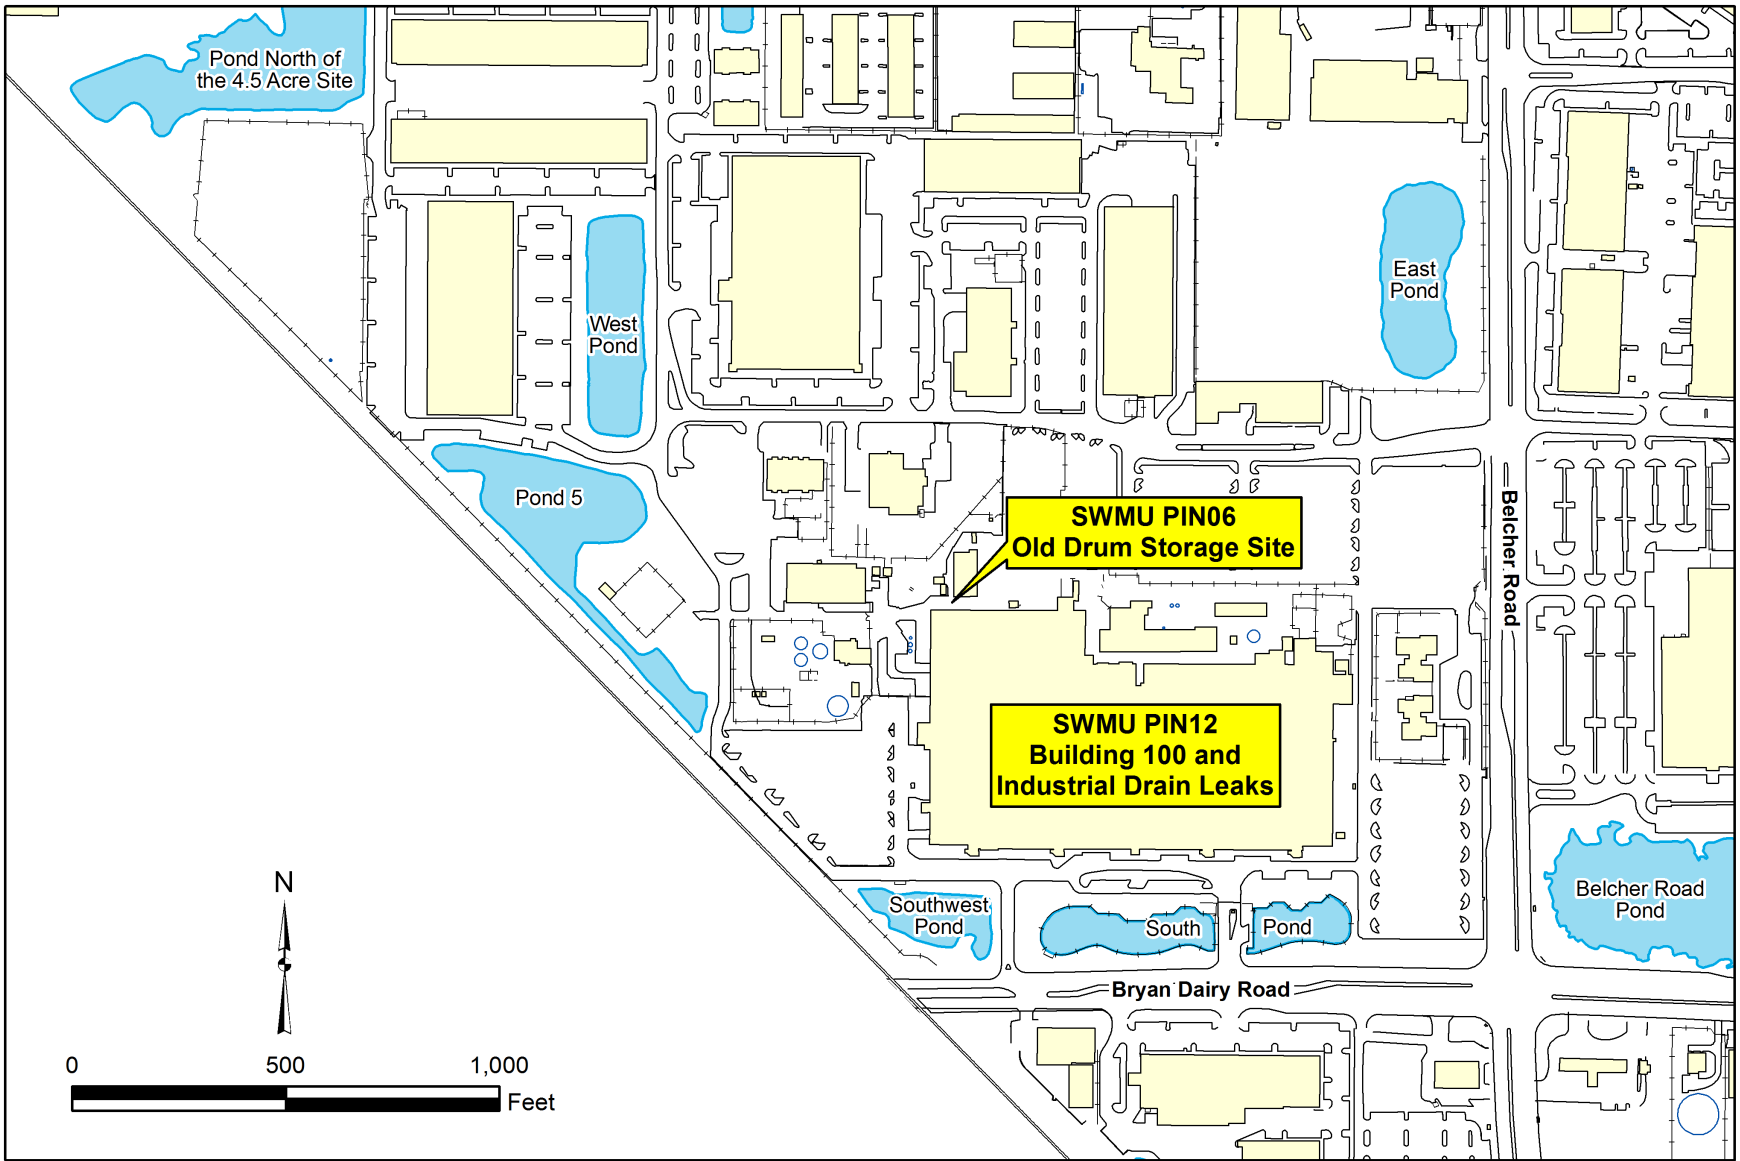 Pond North of
the 4.5 Acre Site
East
Pond
West
Pond
Pond 5
SWMU PIN06
Old Drum Storage Site
Belcher Road
SWMU PIN12
Building 100 and
Industrial Drain Leaks
Belcher Road
Pond
Southwest
Pond
South Pond
Bryan Dairy Road
N
0 500 1,000
Feet